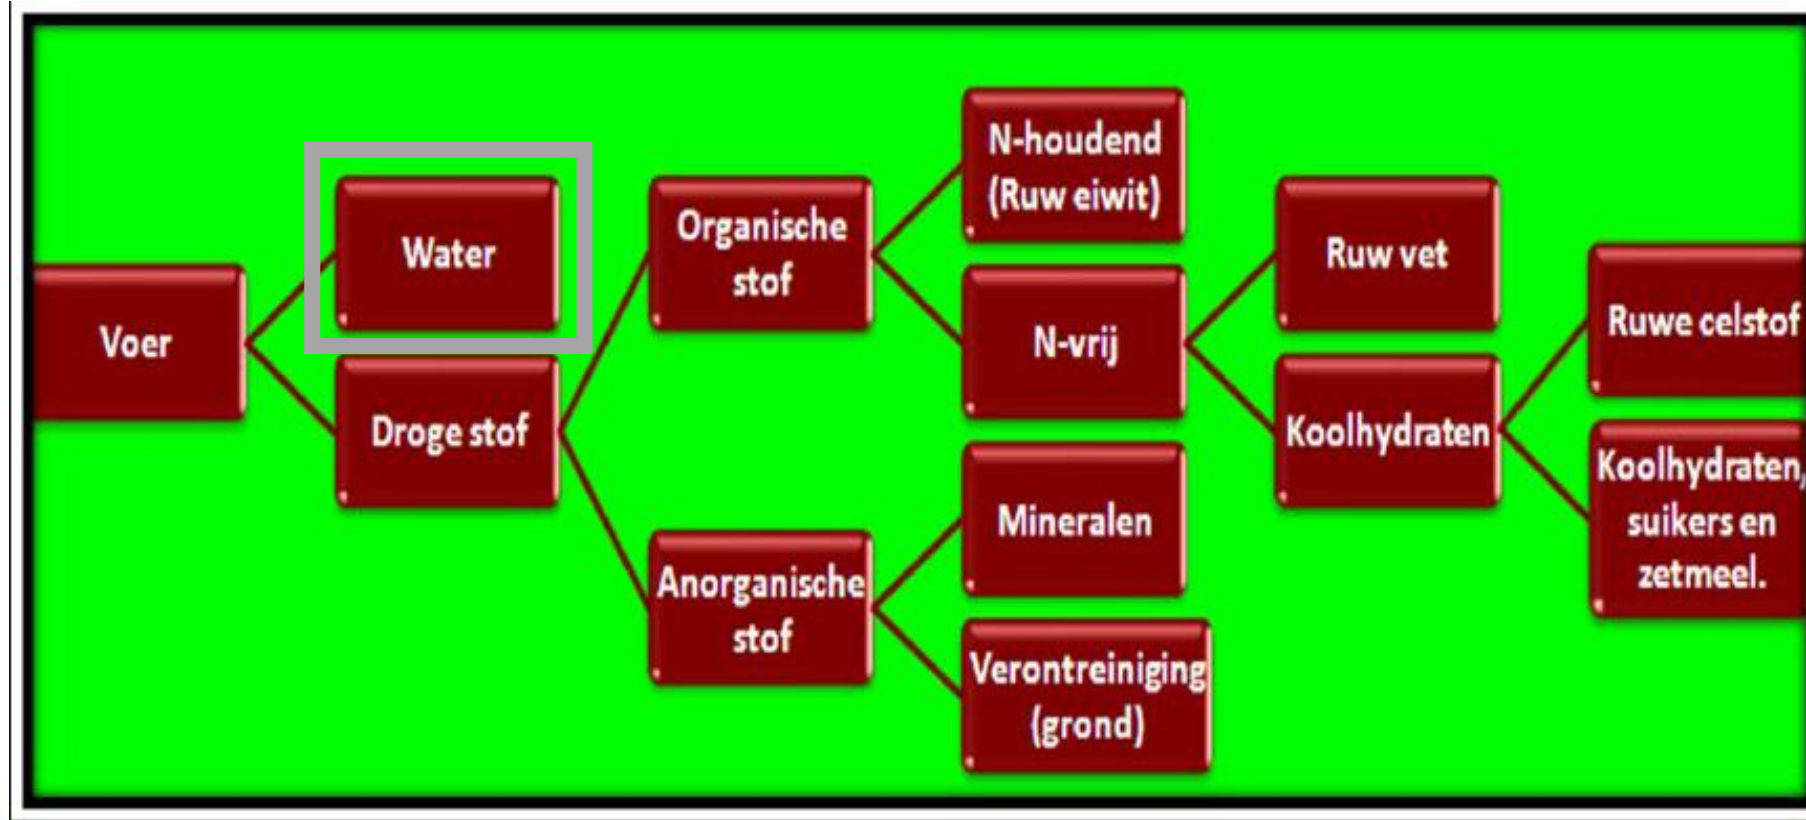 Voer
Water
Droge stof
Organische
stof
Anorganische
stof
N-houdend
(Ruw eiwit)
N-vrij
Mineralen
Verontreiniging
(grond)
Ruw vet
Koolhydraten
Ruwe celstof
Koolhydraten,
suikers en
zetmeel.